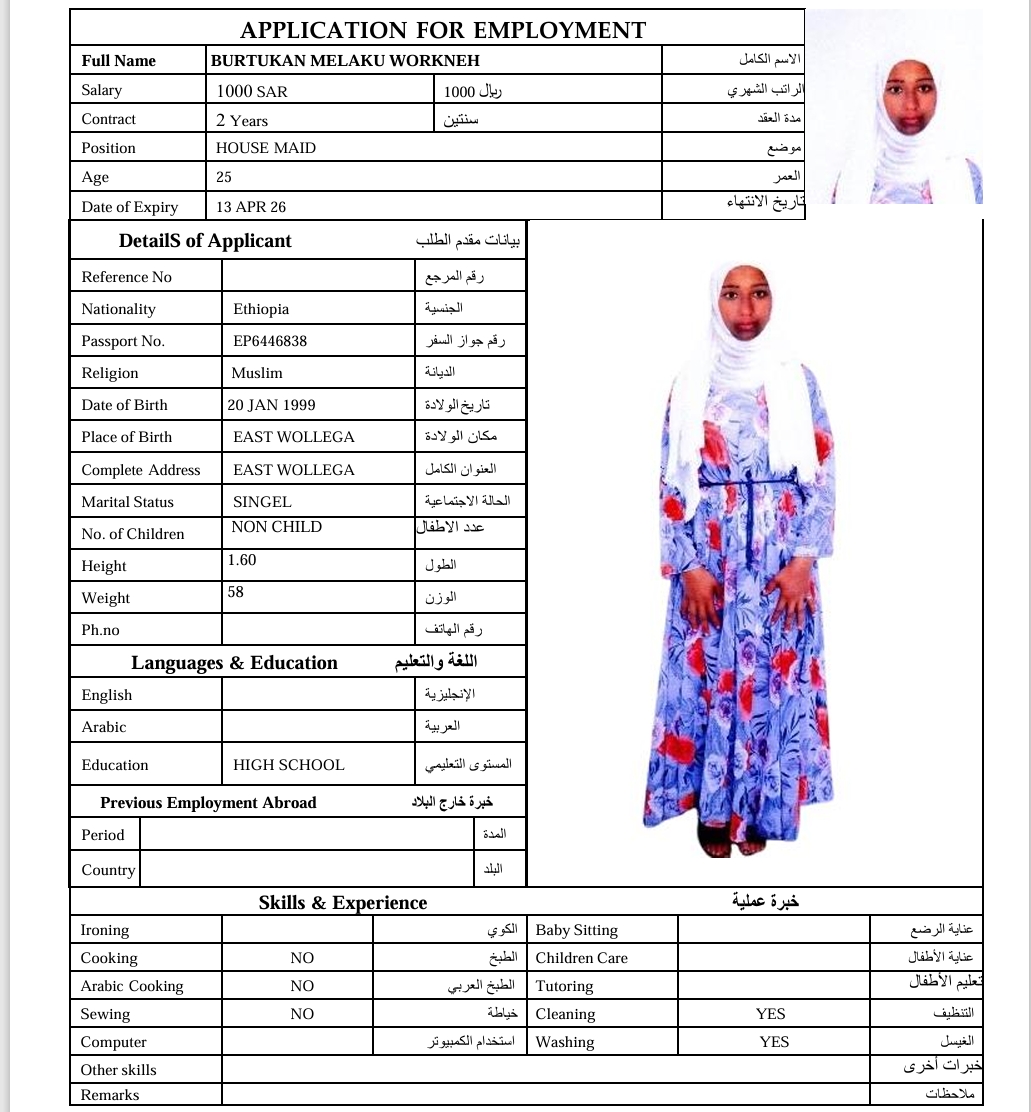 APPLICATION FOR EMPLOYMENT
Full Name BURTUKAN MELAKU WORKNEH الاسم الكامل
Salary 1000 SAR 1000 ريال الراتب الشهري
Contract 2 Years سنتين مدة العقد
Position HOUSE MAID موضع
Age 25 العمر
Date of Expiry 13 APR 26 تاريخ الانتهاء
DetailS of Applicant بيانات مقدم الطلب
Reference No رقم المرجع
Nationality Ethiopia الجنسية
Passport No. EP6446838 رقم جواز السفر
Religion Muslim الديانة
Date of Birth 20 JAN 1999 تاريخ الولادة
Place of Birth EAST WOLLEGA مكان الولادة
Complete Address EAST WOLLEGA العنوان الكامل
Marital Status SINGEL الحالة الاجتماعية
No. of Children NON CHILD عدد الاطفال
Height 1.60 الطول
Weight 58 الوزن
Ph.no رقم الهاتف
Languages & Education اللغة والتعليم
English الإنجليزية
Arabic العربية
Education HIGH SCHOOL المستوى التعليمي
Previous Employment Abroad خبرة خارج البلاد
Period المدة
Country البلد
Skills & Experience خبرة عملية
Ironing الكوي Baby Sitting عناية الرضع
Cooking NO الطبخ Children Care عناية الأطفال
Arabic Cooking NO الطبخ العربي Tutoring تعليم الأطفال
Sewing NO خياطة Cleaning YES التنظيف
Computer استخدام الكمبيوتر Washing YES الغيسل
Other skills خبرات أخرى
Remarks ملاحظات